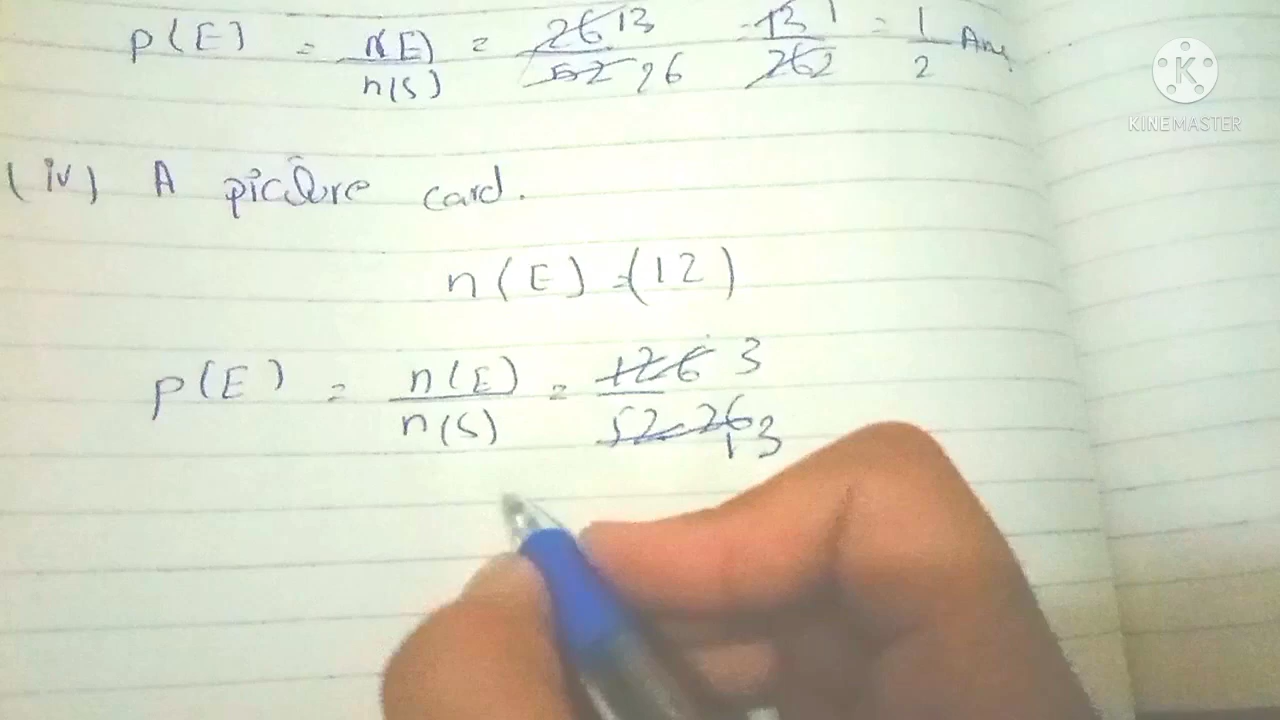 P(E) = n(E)/n(S) = 26 13/52 26 = 13 1/26 2 = 1/2 Ans
K
KINEMASTER
(iv) A picture card.
n(E) = (12)
P(E) = n(E)/n(S) = 12 6 3/52 26 13